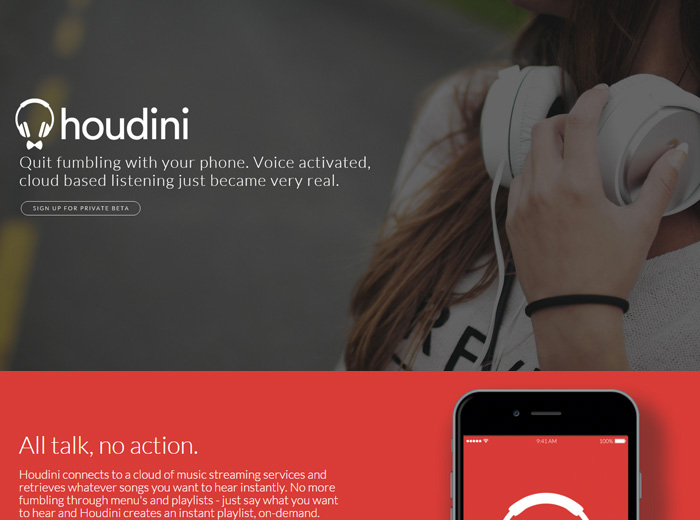 houdini
Quit fumbling with your phone. Voice activated,
cloud based listening just became very real.
SIGN UP FOR PRIVATE BETA
All talk, no action.
Houdini connects to a cloud of music streaming services and
retrieves whatever songs you want to hear instantly. No more
fumbling through menu's and playlists - just say what you want
to hear and Houdini creates an instant playlist, on-demand.
9:41 AM
100%